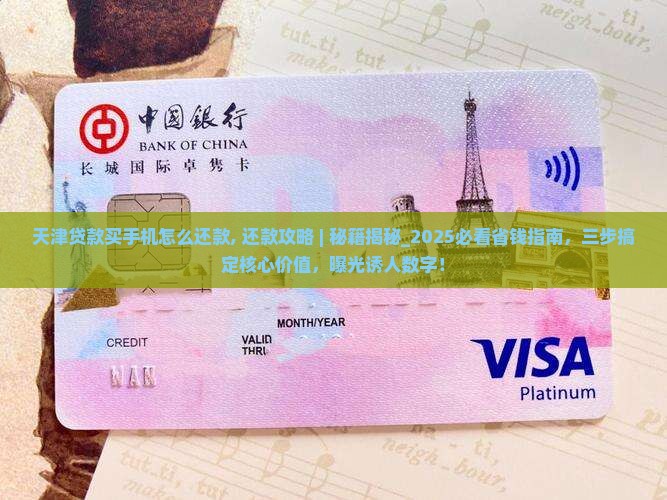 neigh_bour,
tut_ti,
中国银行
BANK OF CHINA
长城国际卓隽卡
天津贷款买手机怎么还款, 还款攻略 | 秘籍揭秘_2025必看省钱指南，三步搞
定核心价值，曝光诱人数字！
MONTH/YEAR
CREDIT
VALID
THRU
NAN
VISA
Platinum
neigh_bour,
tut_ti,